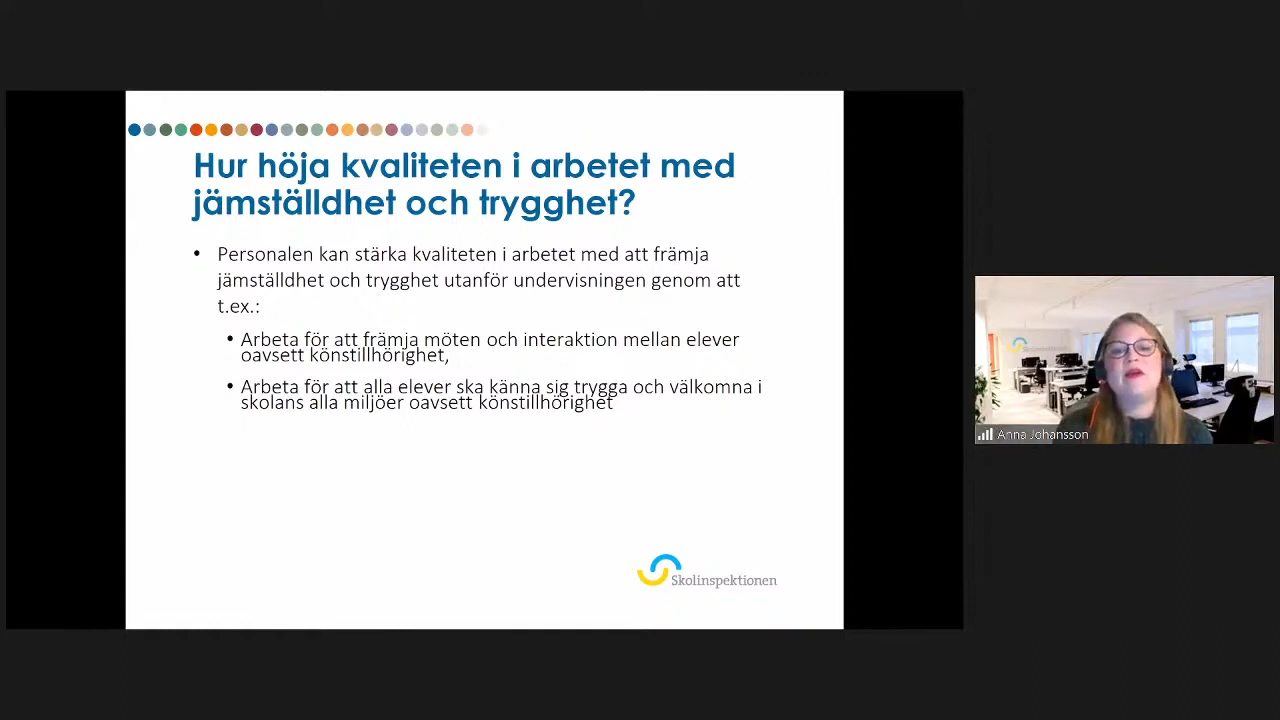 Hur höja kvaliteten i arbetet med
jämställdhet och trygghet?
• Personalen kan stärka kvaliteten i arbetet med att främja
jämställdhet och trygghet utanför undervisningen genom att
t.ex.:
• Arbeta för att främja möten och interaktion mellan elever
oavsett könstillhörighet,
• Arbeta för att alla elever ska känna sig trygga och välkomna i
skolans alla miljöer oavsett könstillhörighet
Skolinspektionen
Anna Johansson